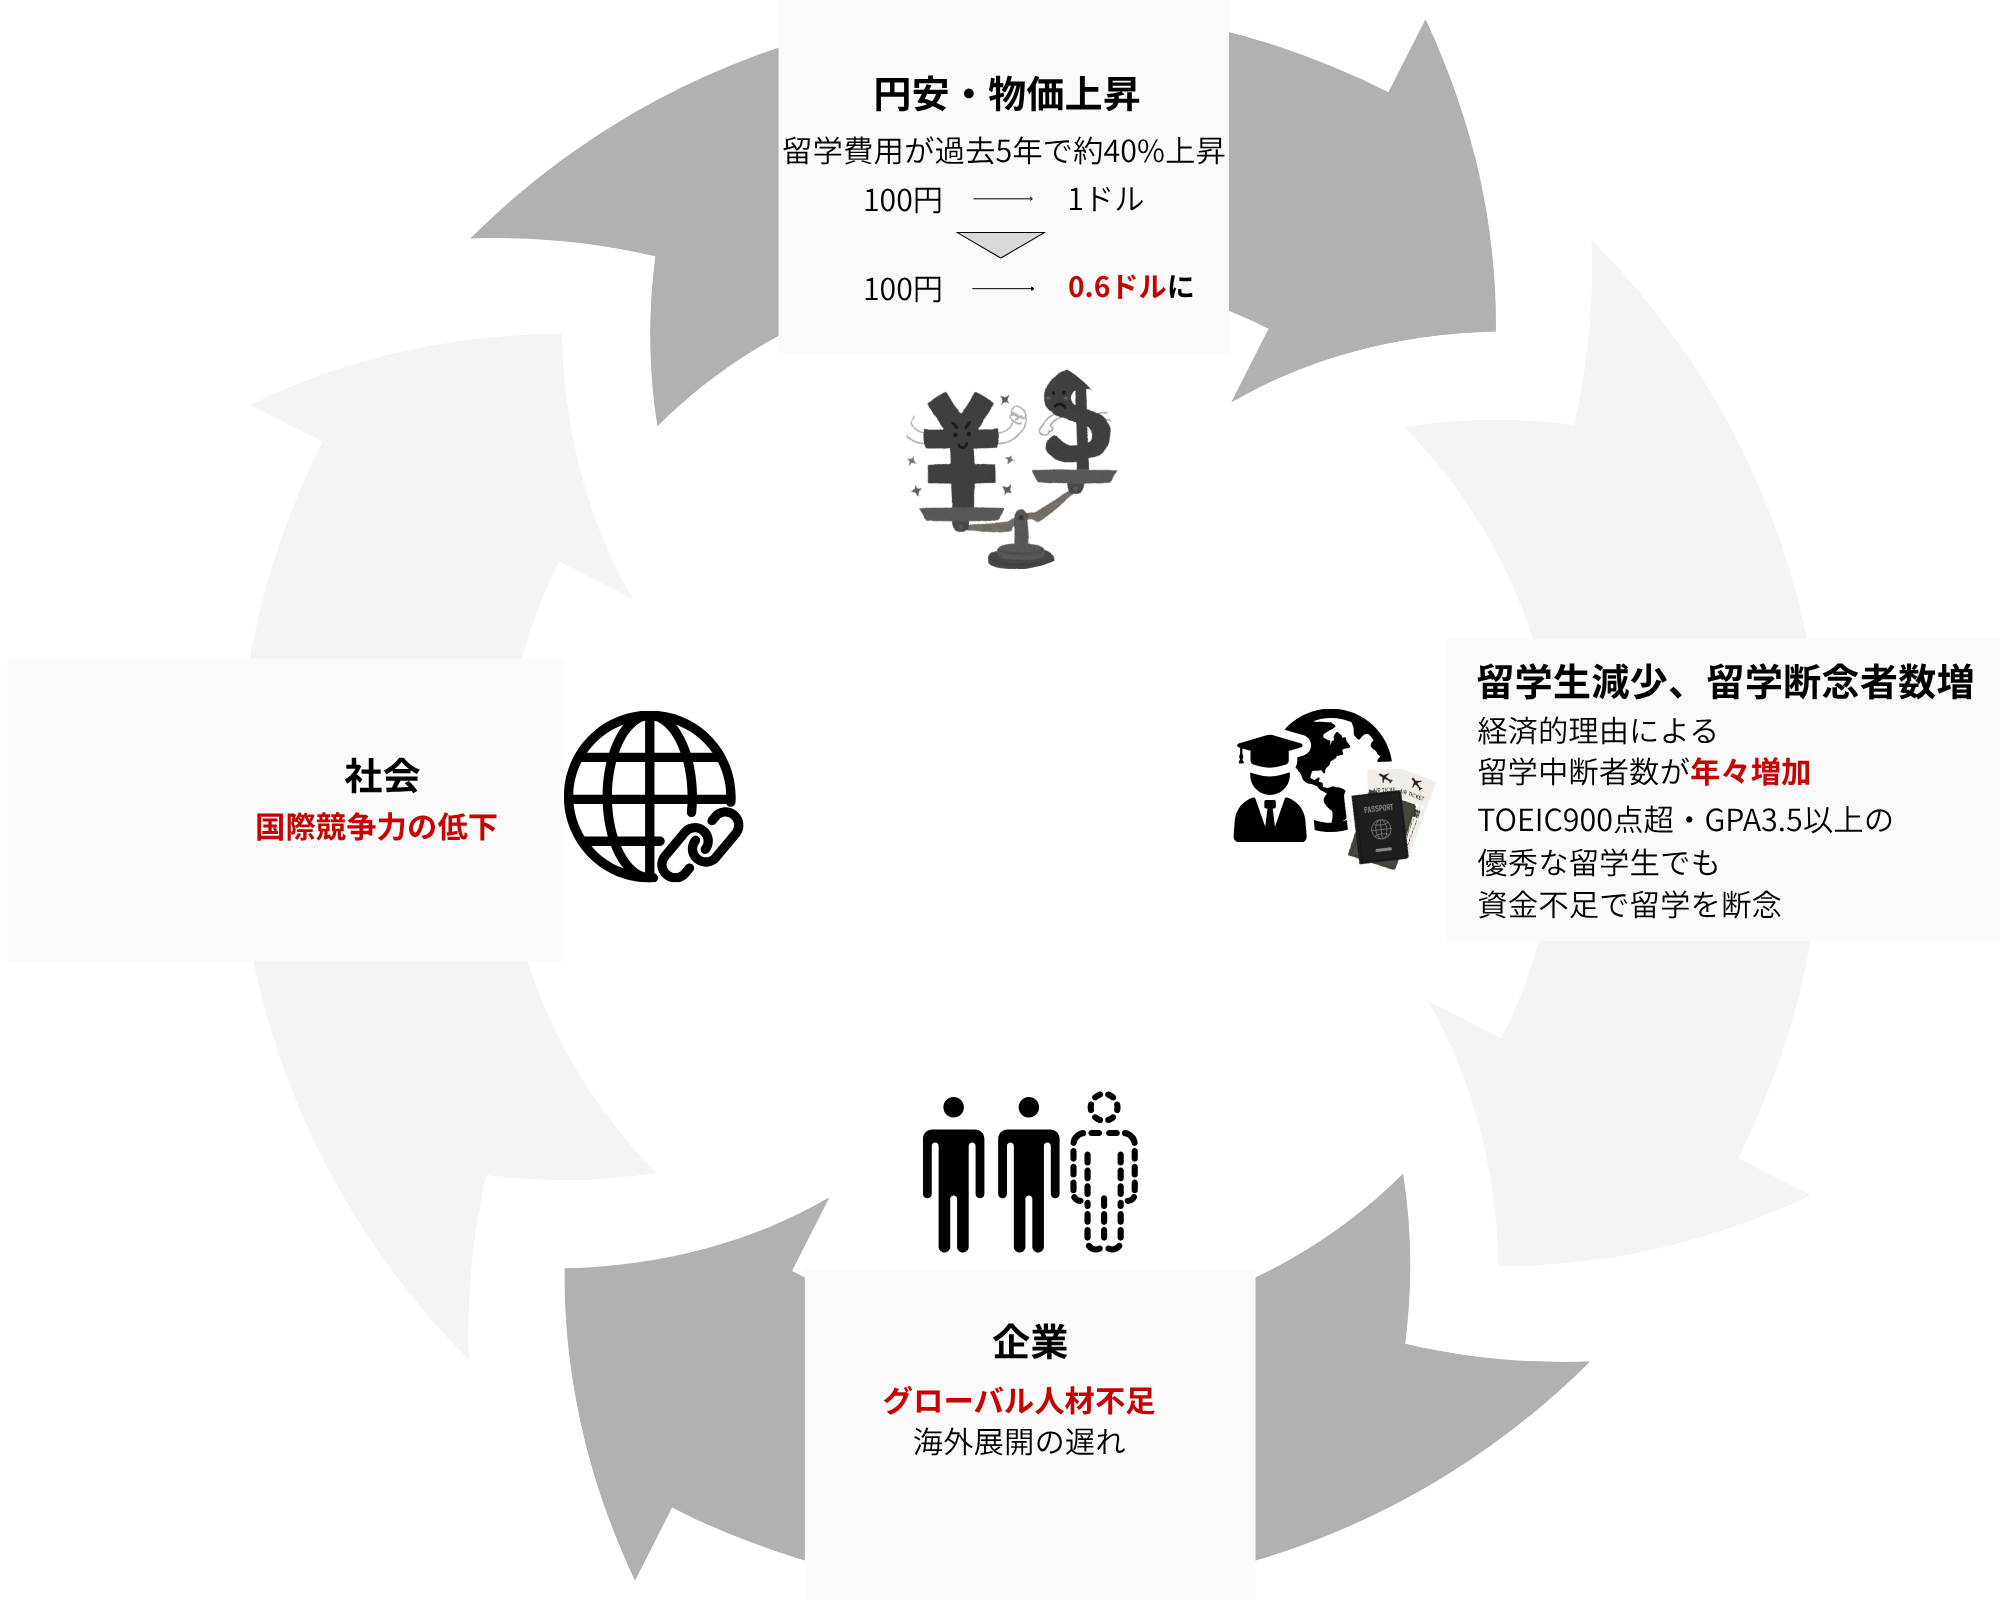 円安・物価上昇
留学費用が過去5年で約40%上昇
100円 1ドル
100円 0.6ドルに
留学生減少、留学断念者数増
経済的理由による
留学中断者数が年々増加
TOEIC900点超・GPA3.5以上の
優秀な留学生でも
資金不足で留学を断念
PASSPORT
企業
グローバル人材不足
海外展開の遅れ
社会
国際競争力の低下